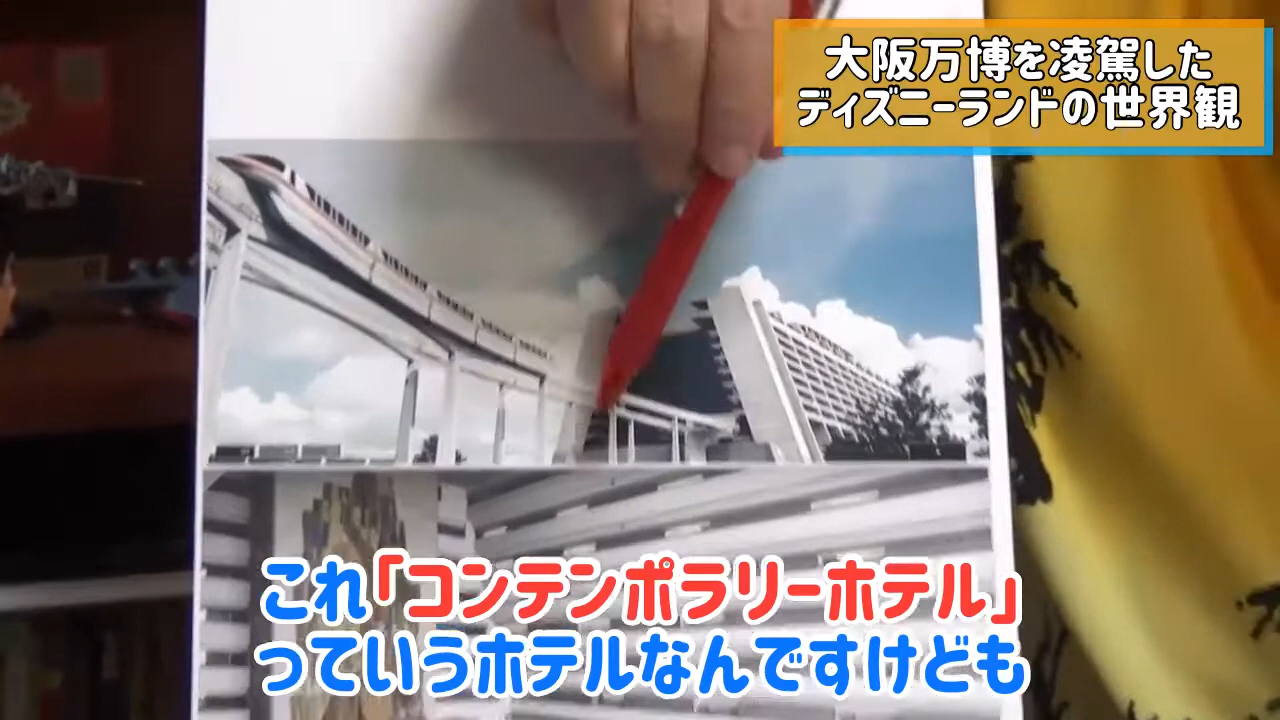 大阪万博を凌駕した
ディズニーランドの世界観
これ「コンテンポラリーホテル」
っていうホテルなんですけども